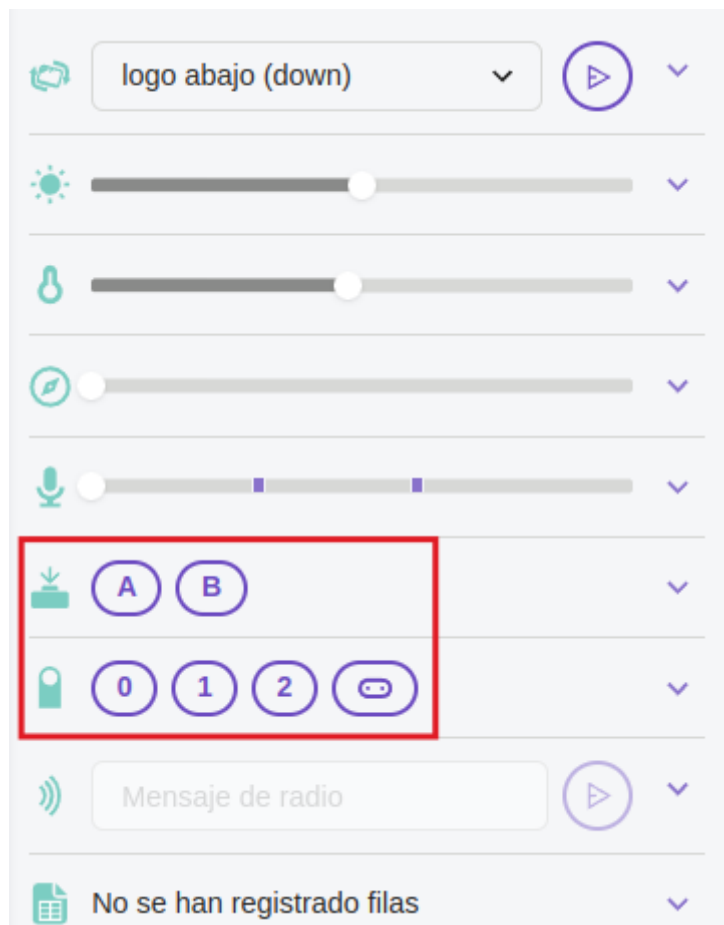 logo abajo (down)
A B
0 1 2
Mensaje de radio
No se han registrado filas